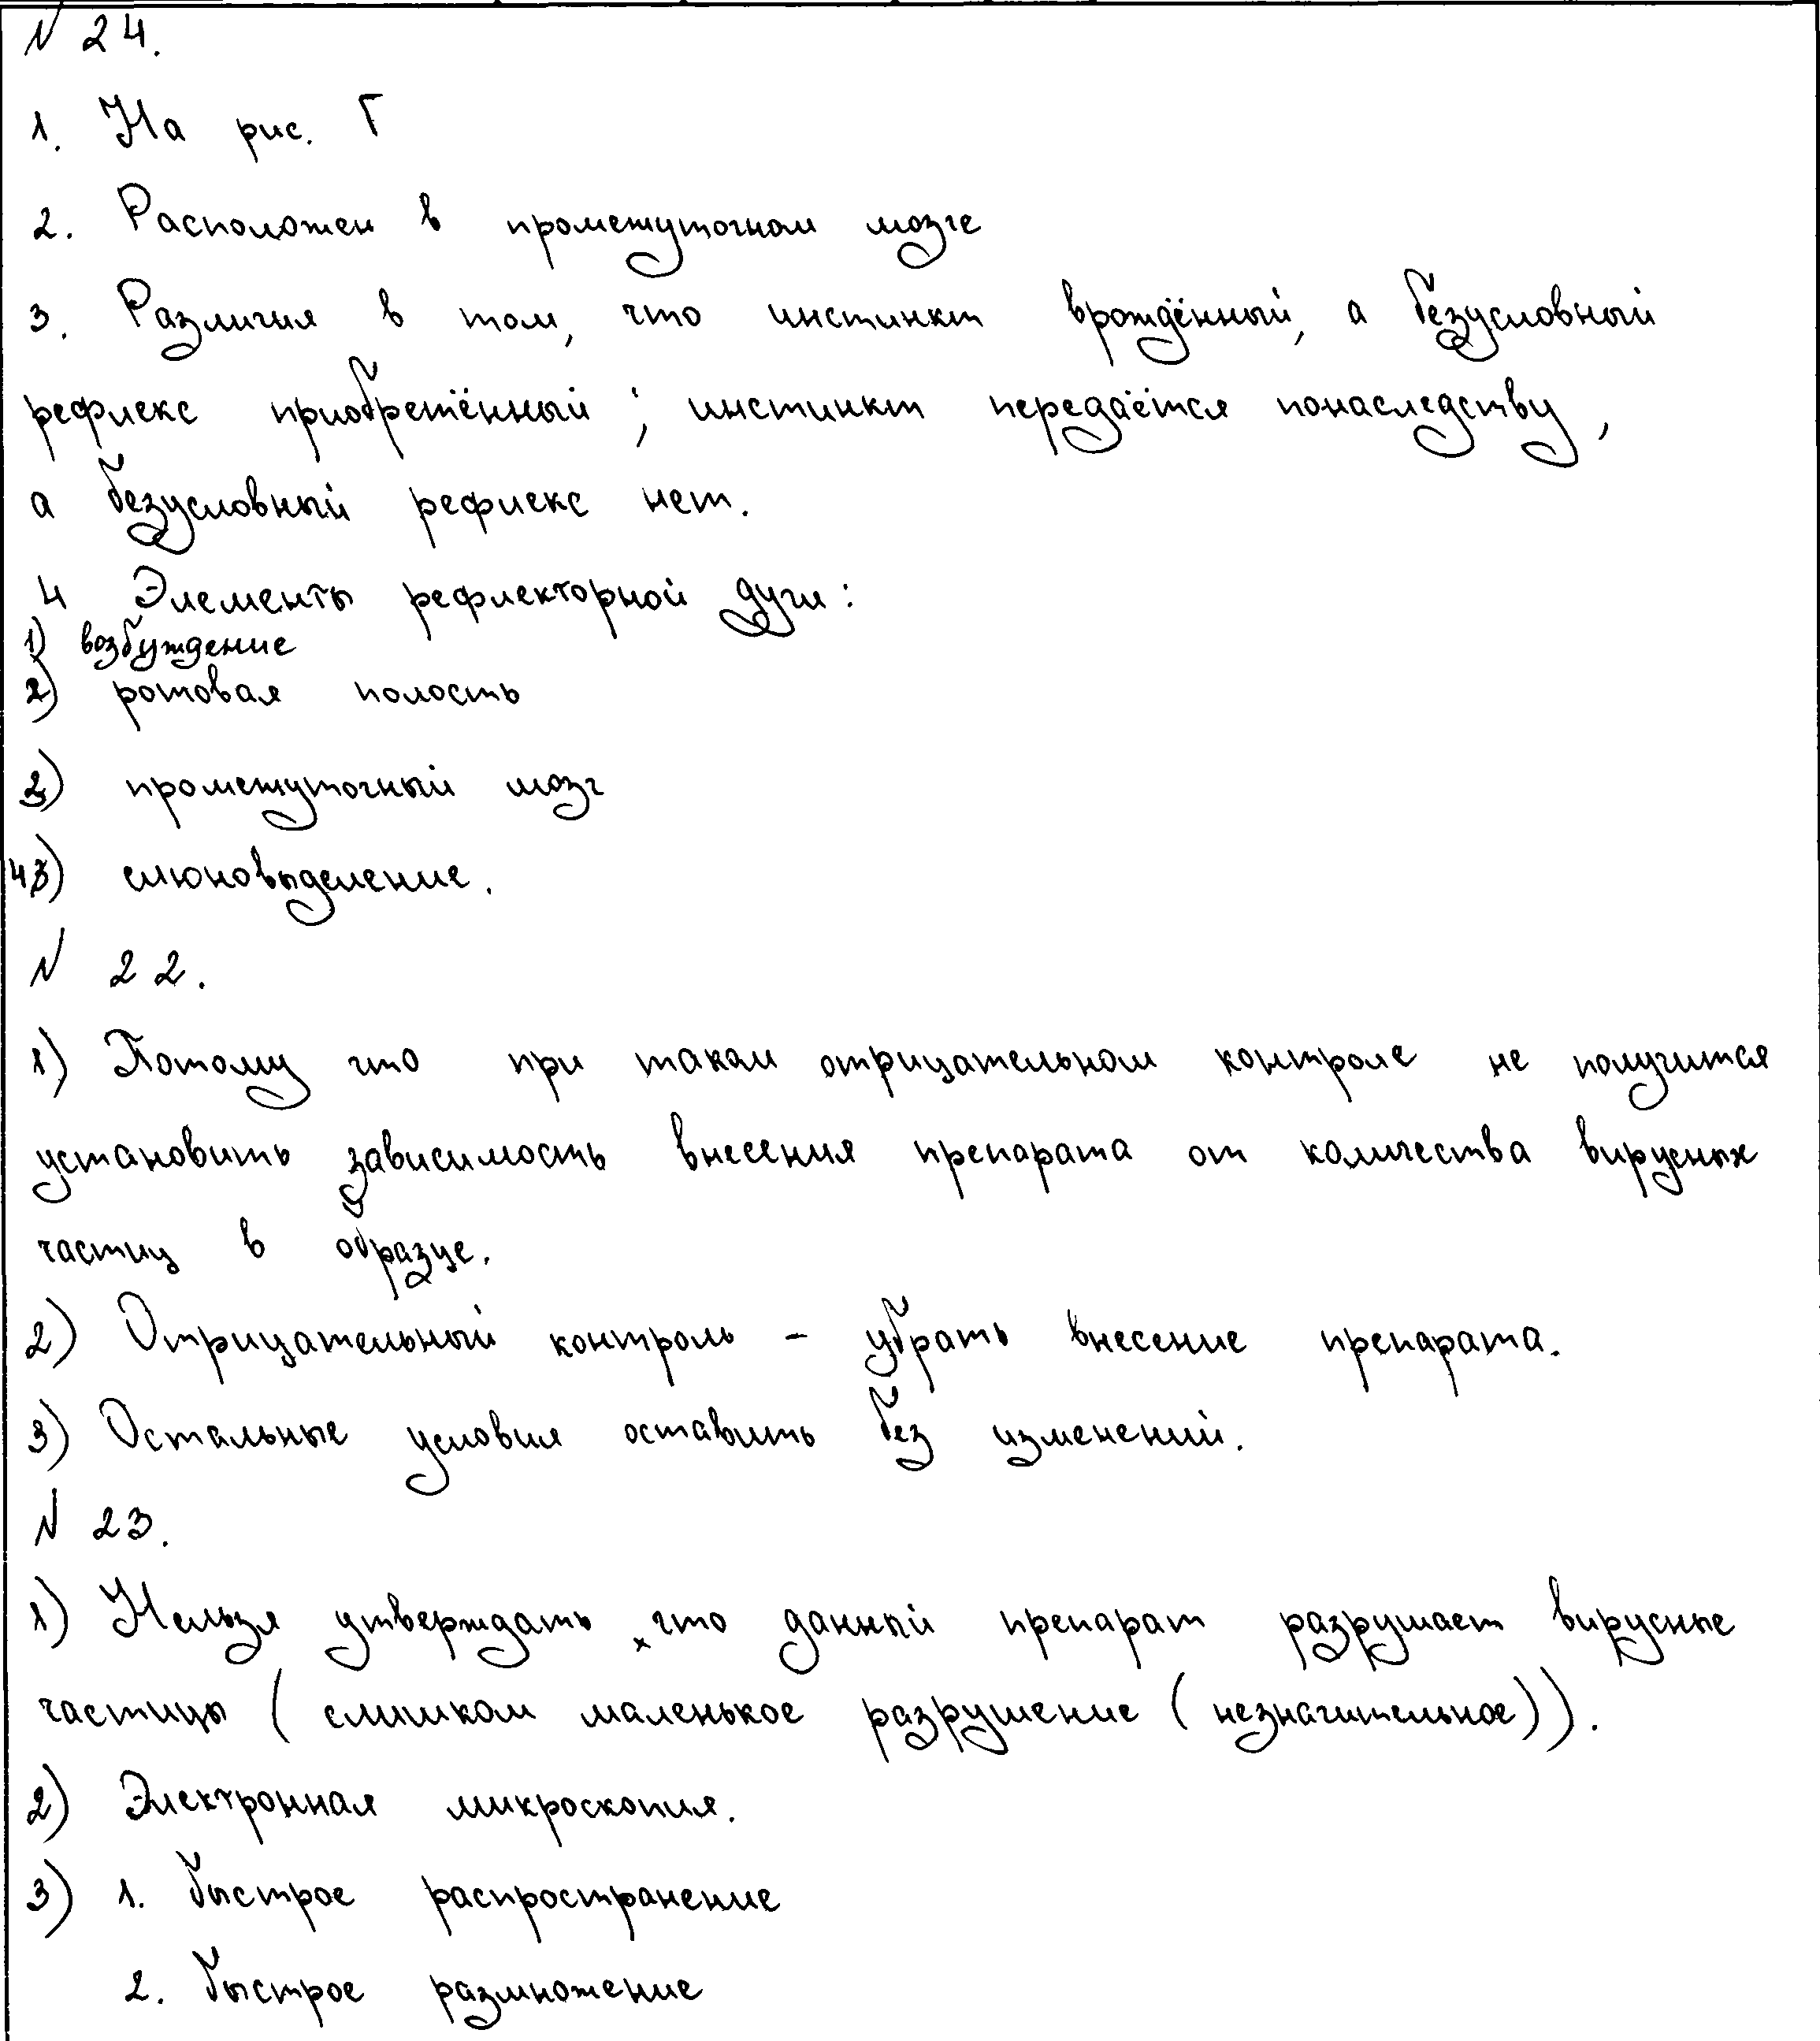 N 24.
1. На рис. Г
2. Расположен в промежуточном мозге
3. Различия в том, что инстинкт врождённый, а безусловный
рефлекс приобретённый; инстинкт передаётся понаследству,
а безусловный рефлекс нет.
4 Элементы рефлекторной дуги:
1) возбуждение
2) ротовая полость
3) промежуточный мозг
4) слюновыделение.
N 22.
1) Потому что при таком отрицательном контроле не получится
установить зависимость внесения препарата от количества вирусных
частиц в образце.
2) Отрицательный контроль - убрать внесение препарата.
3) Остальные условия оставить без изменений.
N 23.
1) Нельзя утверждать, что данный препарат разрушает вирусные
частицы (слишком маленькое разрушение (незначительное)).
2) Электронная микроскопия.
3) 1. быстрое распространение
2. быстрое размножение